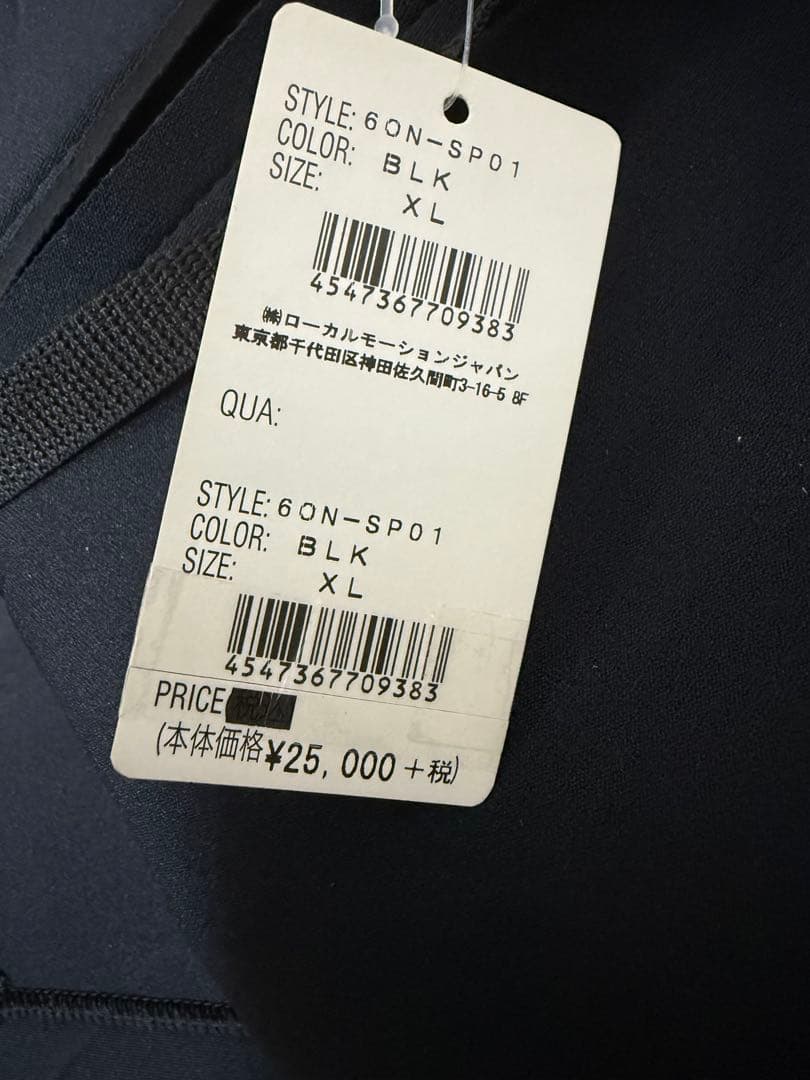 STYLE: 60N-SP01
COLOR: BLK
SIZE: XL
4547367709383
㈱ローカルモーションジャパン
東京都千代田区神田佐久間町3-16-5 8F
QUA:
STYLE: 60N-SP01
COLOR: BLK
SIZE: XL
4547367709383
PRICE
(本体価格¥25,000+税)